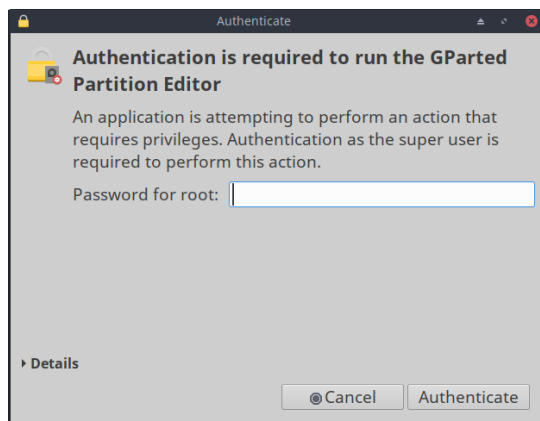 Authenticate
Authentication is required to run the GParted
Partition Editor
An application is attempting to perform an action that
requires privileges. Authentication as the super user is
required to perform this action.
Password for root:
Details
Cancel
Authenticate